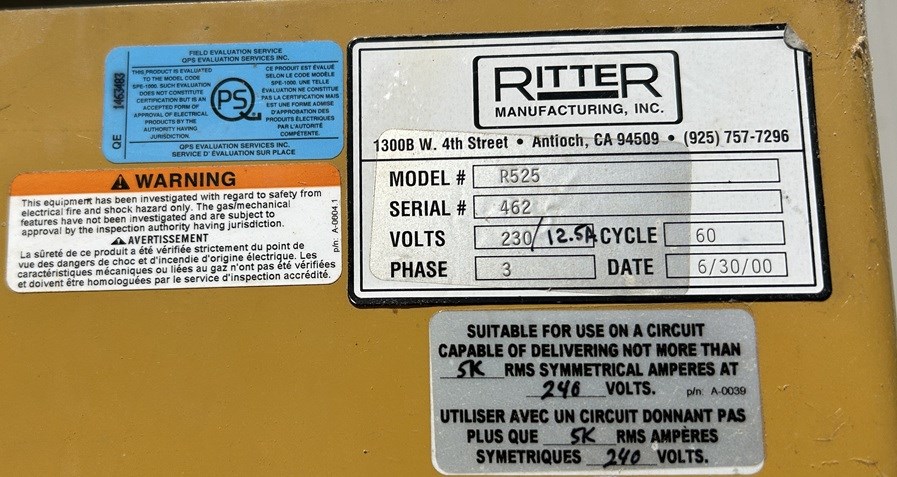 FIELD EVALUATION SERVICE
QPS EVALUATION SERVICES INC.
THIS PRODUCT IS EVALUATED
TO THE MODEL CODE
SPE-1000. SUCH EVALUATION
DOES NOT CONSTITUTE
CERTIFICATION BUT IS AN
ACCEPTED FORM OF
APPROVAL OF ELECTRICAL
PRODUCTS BY THE
AUTHORITY HAVING
JURISDICTION.
PS
CE PRODUIT EST ÉVALUÉ
SELON LE CODE MODÈLE
SPE-1000. UNE TELLE
ÉVALUATION NE CONSTITUE
PAS LA CERTIFICATION MAIS
EST UNE FORME ADMISE
D'APPROBATION DES
PRODUITS ÉLECTRIQUES
PAR L'AUTORITÉ
COMPÉTENTE.
QE
QPS EVALUATION SERVICES INC.
SERVICE D' ÉVALUATION SUR PLACE
WARNING
This equipment has been investigated with regard to safety from
electrical fire and shock hazard only. The gas/mechanical
features have not been investigated and are subject to
approval by the inspection authority having jurisdiction.
AVERTISSEMENT
La sûreté de ce produit a été vérifiée strictement du point de
vue des dangers de choc et d'incendie d'origine électrique. Les
caractéristiques mécaniques ou liées au gaz n'ont pas été vérifiées
et doivent être homologuées par le service d'inspection accrédité.
p/n: A-0004.1
RITTER
MANUFACTURING, INC.
1300B W. 4th Street • Antioch, CA 94509 • (925) 757-7296
MODEL # R525
SERIAL # 462
VOLTS 230/12.5A CYCLE 60
PHASE 3 DATE 6/30/00
SUITABLE FOR USE ON A CIRCUIT
CAPABLE OF DELIVERING NOT MORE THAN
5K RMS SYMMETRICAL AMPERES AT
240 VOLTS. p/n: A-0039
UTILISER AVEC UN CIRCUIT DONNANT PAS
PLUS QUE 5K RMS AMPÈRES
SYMETRIQUES 240 VOLTS.